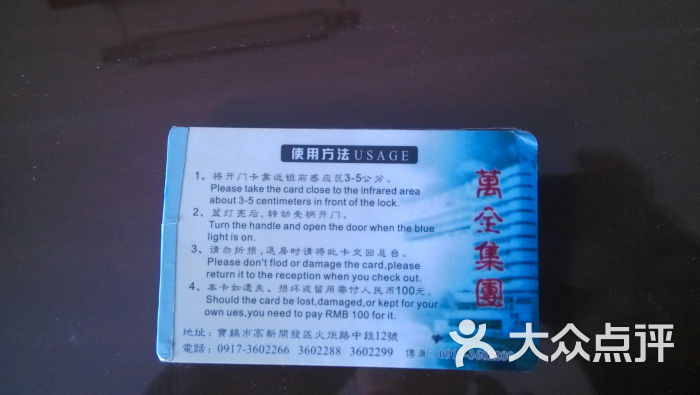 使用方法 USAGE
1、将开门卡靠近锁前感应区3-5公分。
Please take the card close to the infrared area
about 3-5 centimeters in front of the lock.
2、蓝灯亮后,转动受柄开门。
Turn the handle and open the door when the blue
light is on.
3、请勿折损,退房时请将此卡交回总台。
Please don't flod or damage the card,please
return it to the reception when you check out.
4、本卡如遗失、损坏或留用需付人民币100元。
Should the card be lost,damaged,or kept for your
own ues,you need to pay RMB 100 for it.
地址:寶鷄市高新開發區火炬路中段12號
電話:0917-3602266 3602288 3602299 傳真:
萬全集團
大众点评